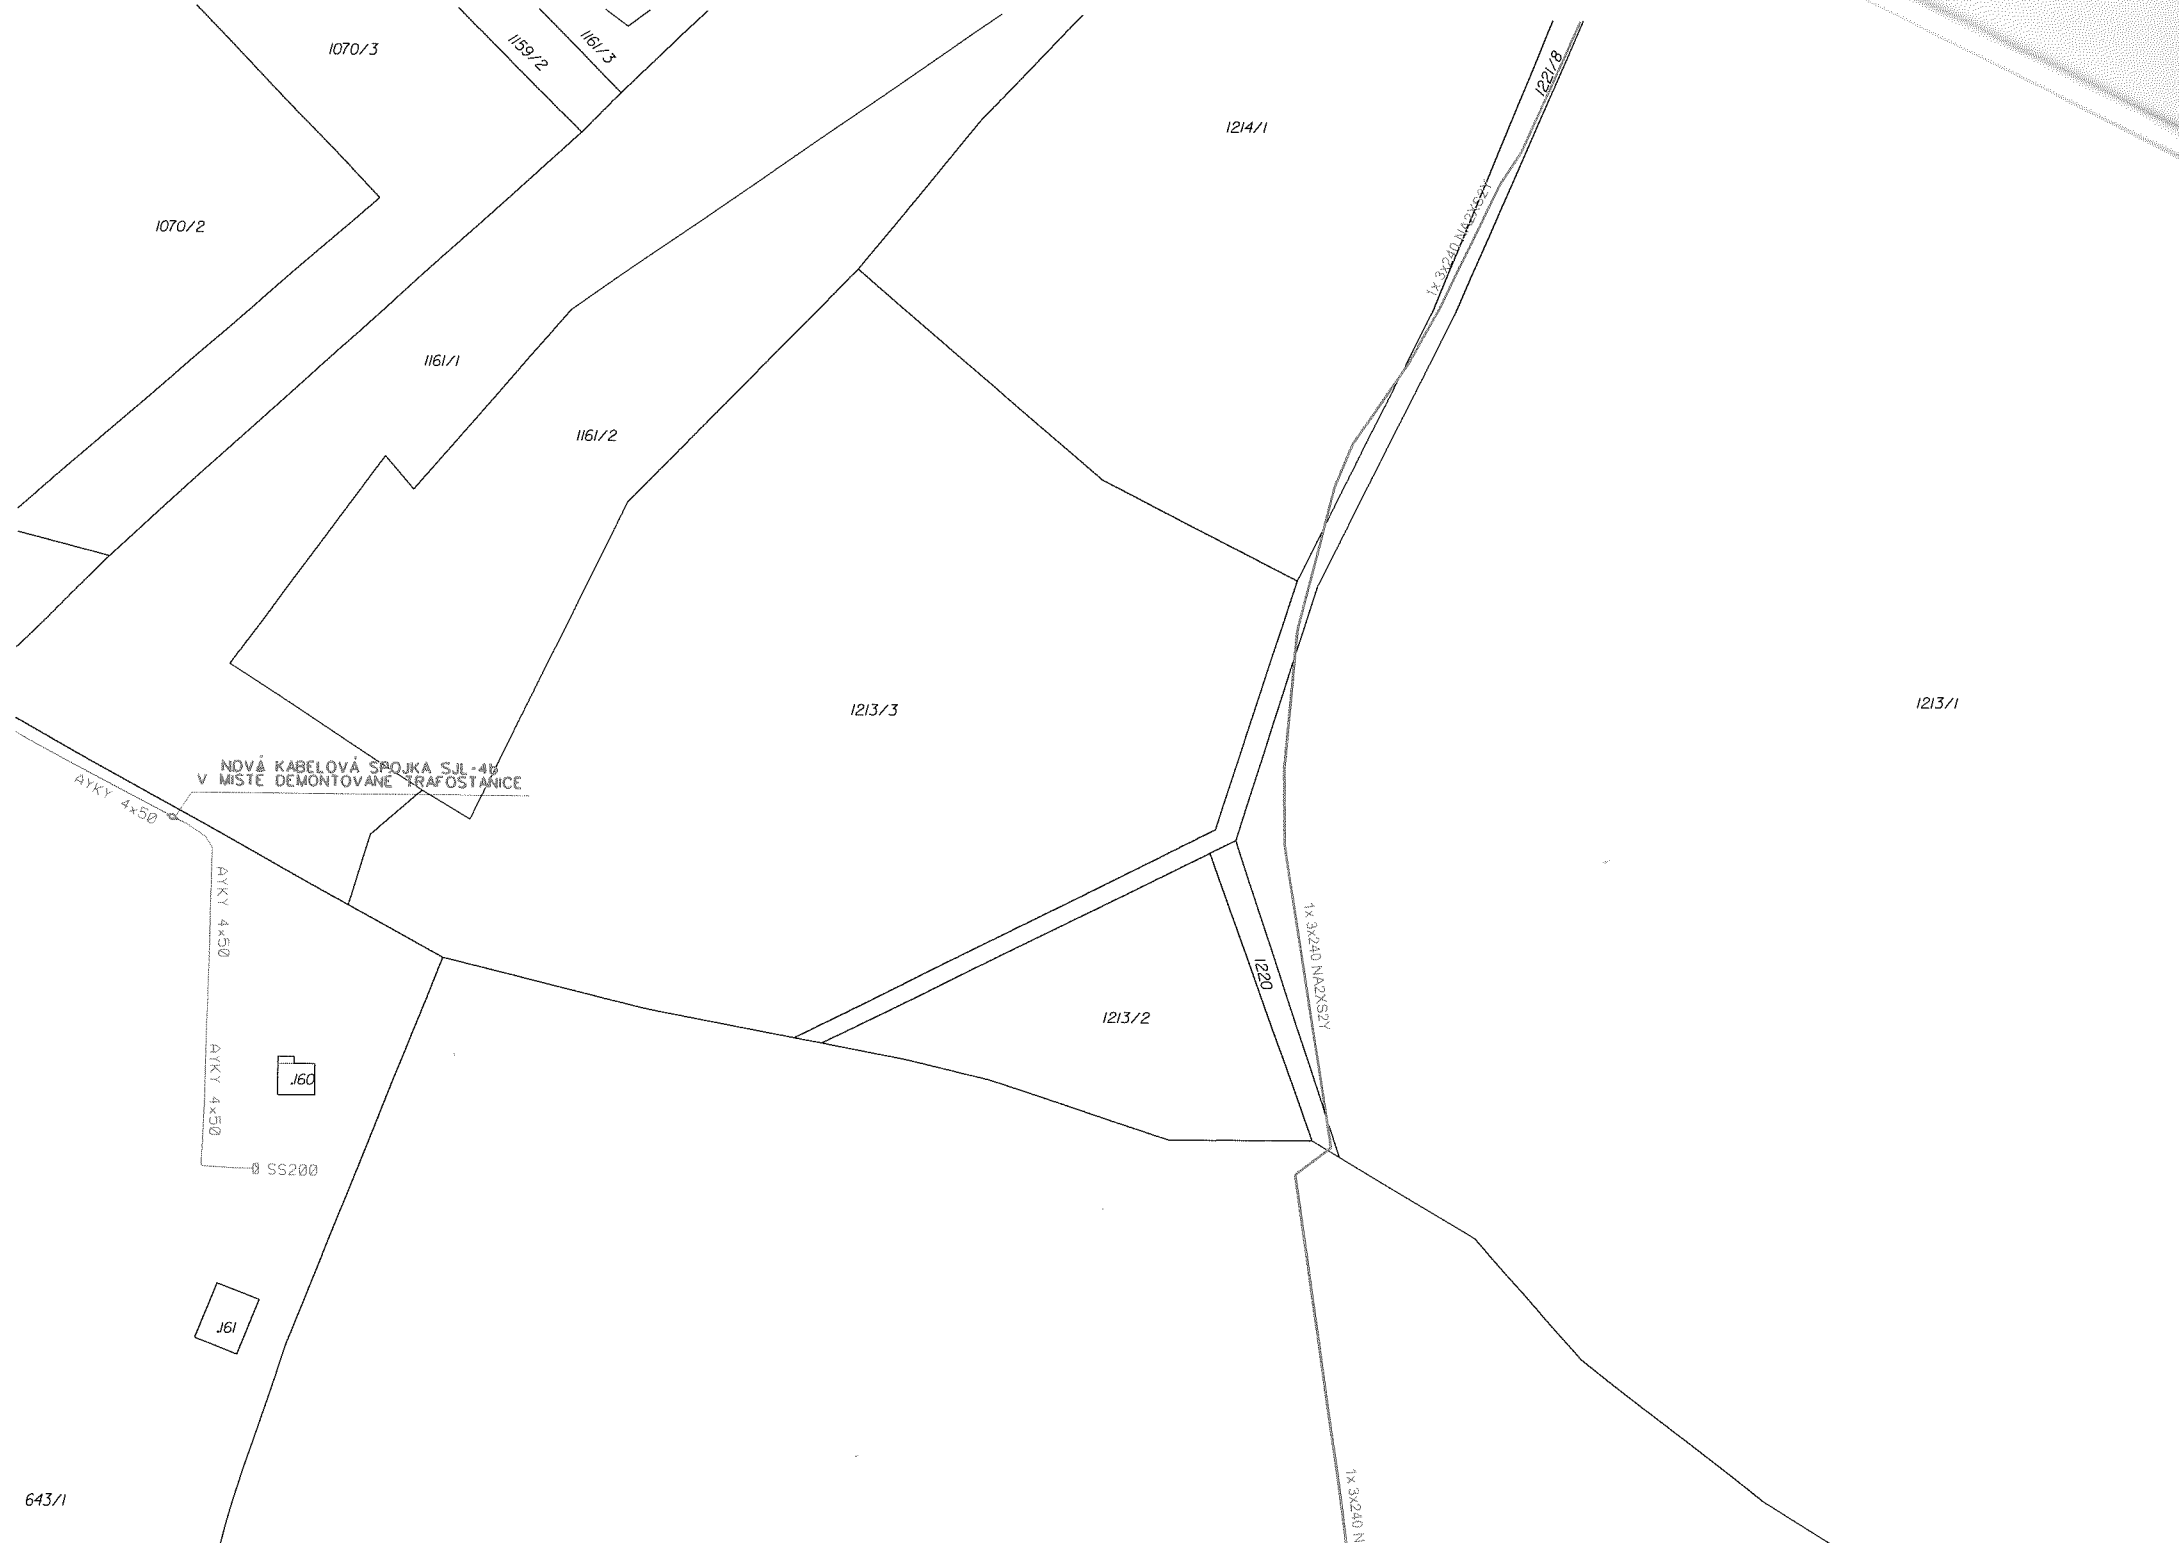 1070/3
1159/2
1161/3
1221/8
1214/1
1070/2
1x 3x240 NA2XS2Y
1161/1
1161/2
1213/3
1213/1
NOVÁ KABELOVÁ SPOJKA SJL-4b
V MÍSTĚ DEMONTOVANÉ TRAFOSTANICE
AYKY 4x50
AYKY 4x50
1x 3x240 NA2XS2Y
1220
1213/2
AYKY 4x50
.160
SS200
.161
643/1
1x 3x240 N